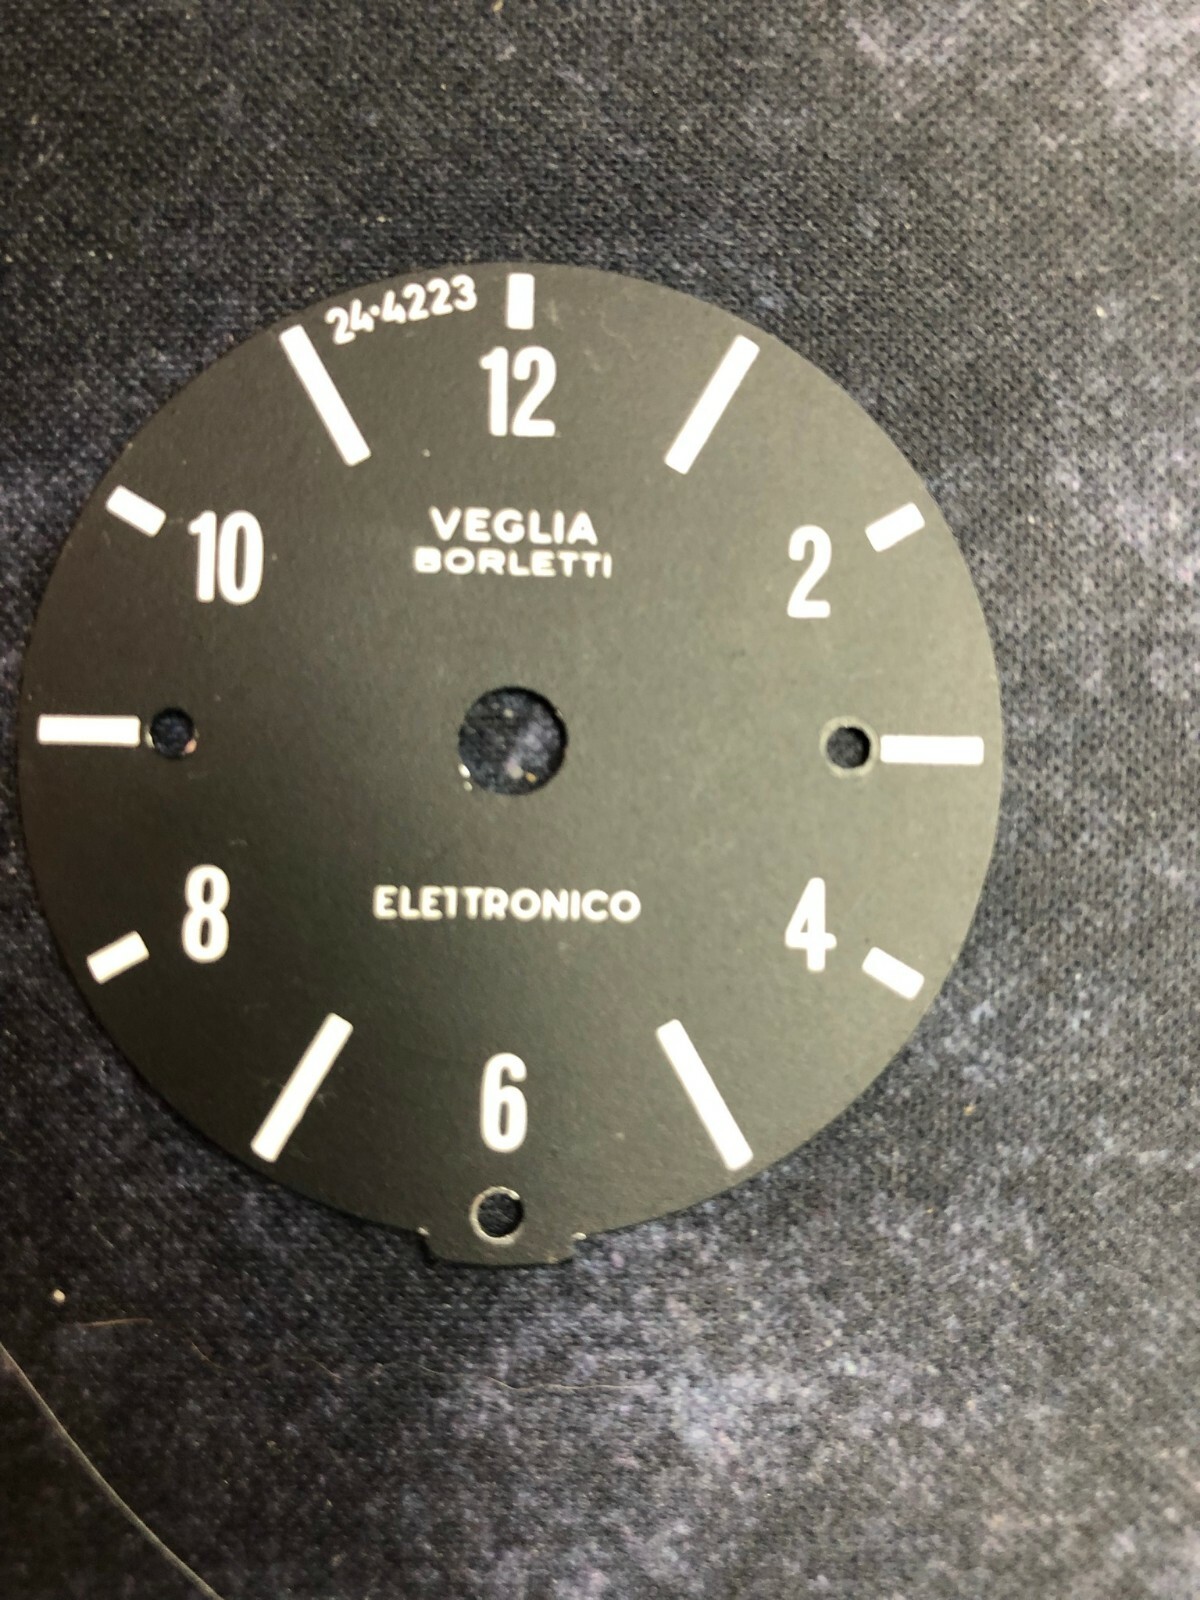 24·4223
12
10
2
VEGLIA
BORLETTI
8
4
ELETTRONICO
6